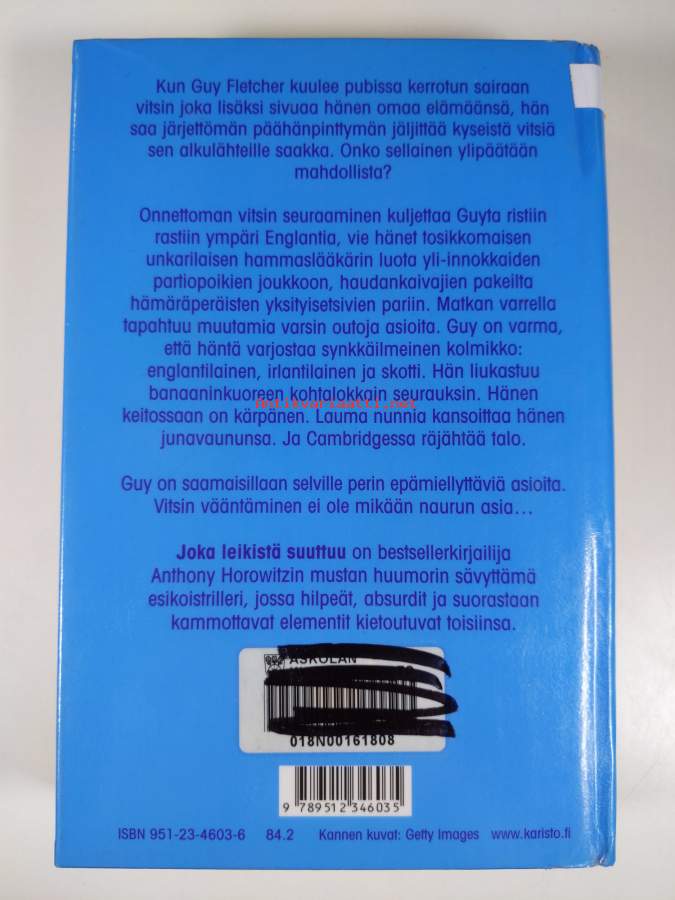 Kun Guy Fletcher kuulee pubissa kerrotun sairaan
vitsin joka lisäksi sivuaa hänen omaa elämäänsä, hän
saa järjettömän päähänpinttymän jäljittää kyseistä vitsiä
sen alkulähteille saakka. Onko sellainen ylipäätään
mahdollista?
Onnettoman vitsin seuraaminen kuljettaa Guyta ristiin
rastiin ympäri Englantia, vie hänet tosikkomaisen
unkarilaisen hammaslääkärin luota yli-innokkaiden
partiopoikien joukkoon, haudankaivajien pakeilta
hämäräperäisten yksityisetsivien pariin. Matkan varrella
tapahtuu muutamia varsin outoja asioita. Guy on varma,
että häntä varjostaa synkkäilmeinen kolmikko:
englantilainen, irlantilainen ja skotti. Hän liukastuu
banaaninkuoreen kohtalokkain seurauksin. Hänen
antikvariaatti.net
keitossaan on kärpänen. Lauma nunnia kansoittaa hänen
junavaununsa. Ja Cambridgessa räjähtää talo.
Guy on saamaisillaan selville perin epämiellyttäviä asioita.
Vitsin vääntäminen ei ole mikään naurun asia...
Joka leikistä suuttuu on bestsellerkirjailija
Anthony Horowitzin mustan huumorin sävyttämä
esikoistrilleri, jossa hilpeät, absurdit ja suorastaan
kammottavat elementit kietoutuvat toisiinsa.
ASKOLAN
018N00161808
9 789512 346035
ISBN 951-23-4603-6 84.2 Kannen kuvat: Getty Images www.karisto.fi